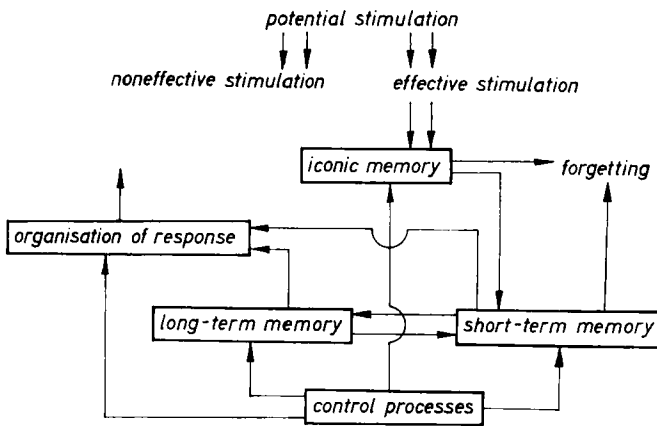 potential stimulation
noneffective stimulation
effective stimulation
iconic memory
forgetting
organisation of response
long-term memory
short-term memory
control processes